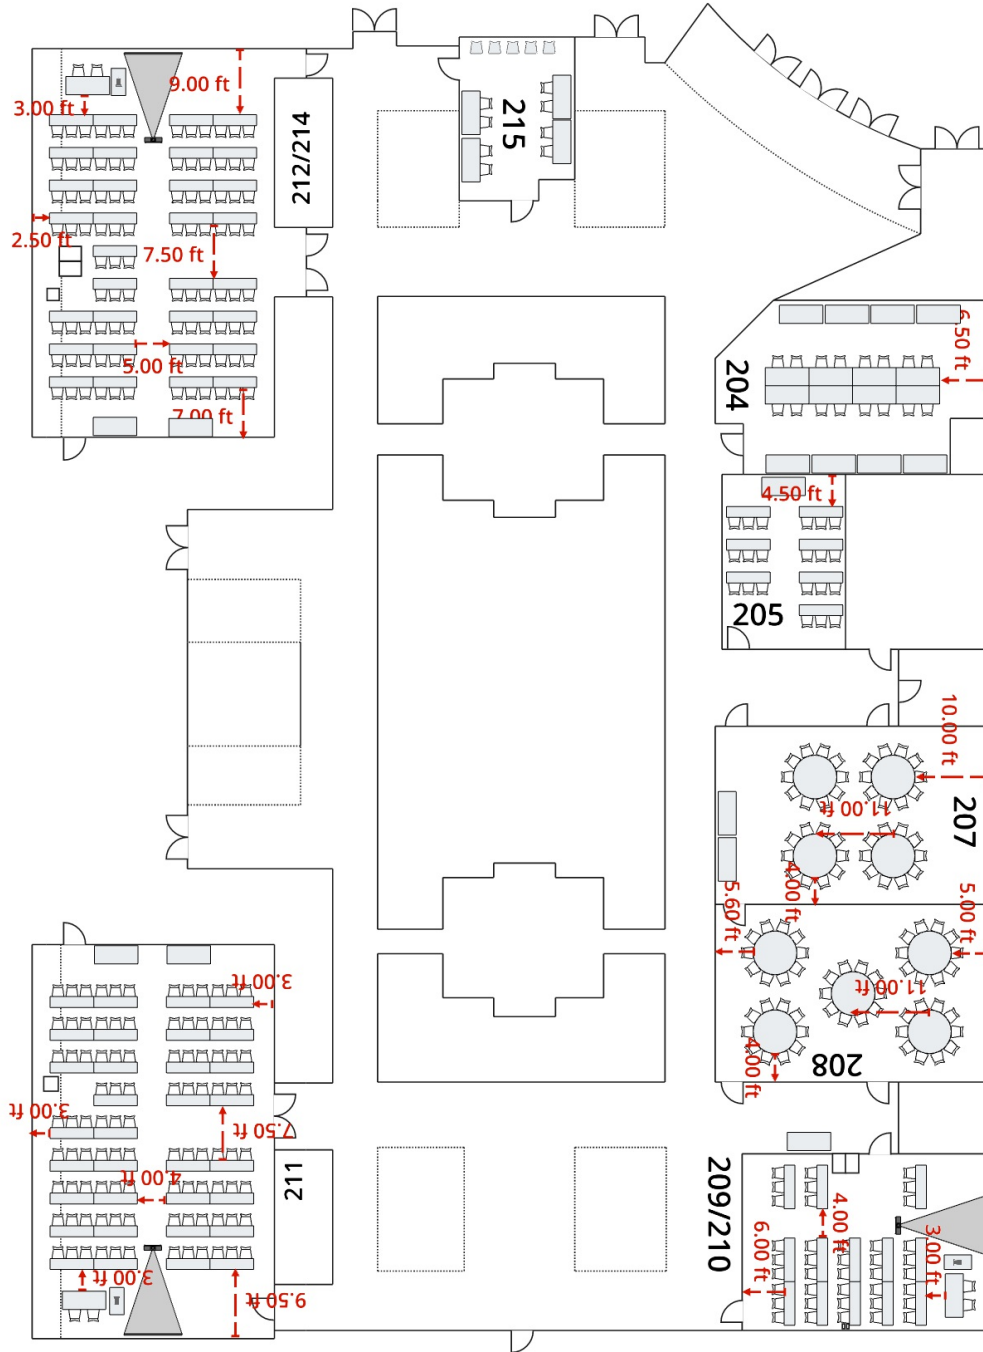 9.00 ft
3.00 ft
212/214
2.50 ft
7.50 ft
5.00 ft
7.00 ft
215
6.50 ft
204
4.50 ft
205
10.00 ft
11.00 ft
207
4.00 ft
5.60 ft
5.00 ft
11.00 ft
4.00 ft
208
3.00 ft
3.00 ft
7.50 ft
4.00 ft
211
3.00 ft
9.50 ft
209/210
4.00 ft
6.00 ft
3.00 ft